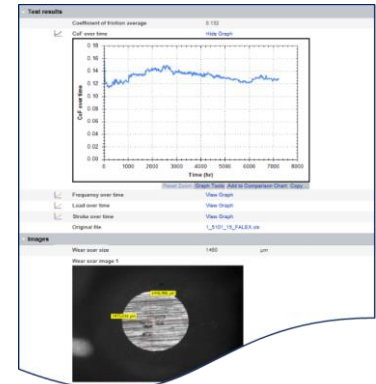 Test results
Coefficient of friction average 0.132
CoF over time Hide Graph
0.18
0.16
0.14
0.12
0.10
0.08
0.06
0.04
0.02
0.00
CoF over time
0 1000 2000 3000 4000 5000 6000 7000 8000
Time (hr)
Reset Zoom Graph Tools Add to Comparison Chart Copy...
Frequency over time View Graph
Load over time View Graph
Stroke over time View Graph
Original file
Images
Wear scar size 1480 µm
Wear scar image 1